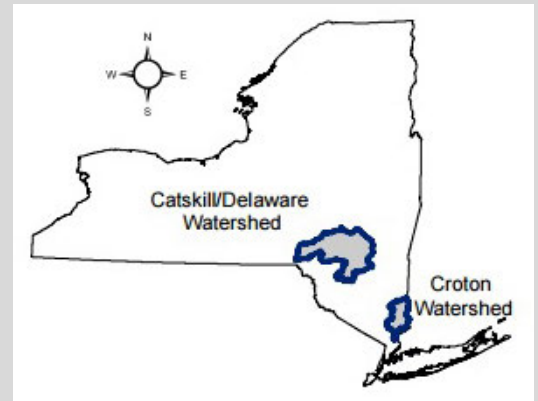 N
W E
S
Catskill/Delaware
Watershed
Croton
Watershed